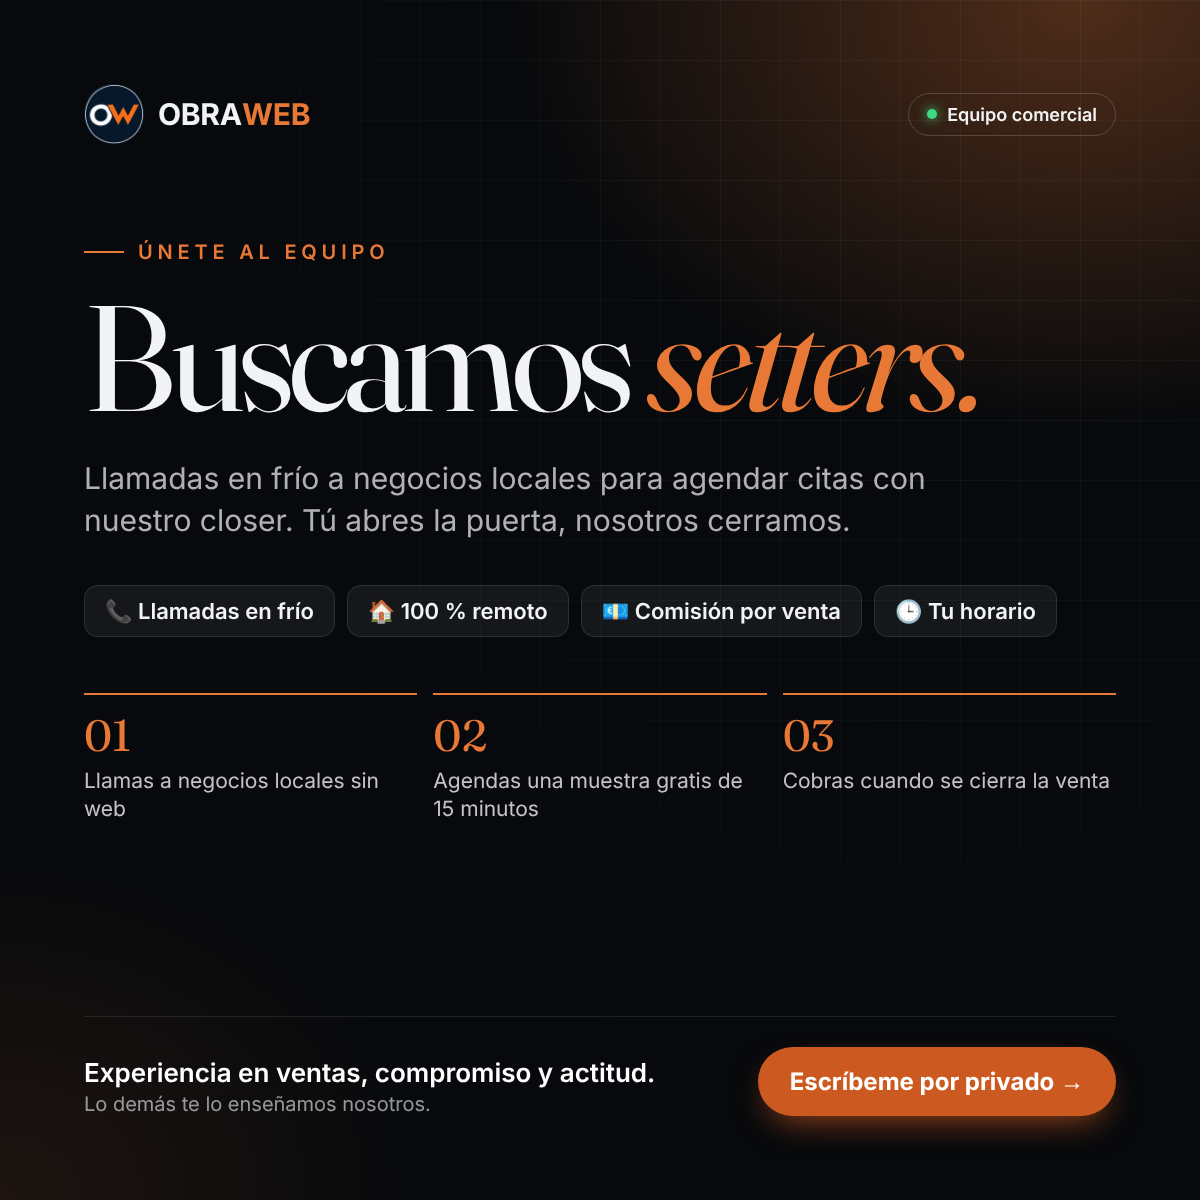 OW OBRAWEB
Equipo comercial
ÚNETE AL EQUIPO
Buscamos setters.
Llamadas en frío a negocios locales para agendar citas con
nuestro closer. Tú abres la puerta, nosotros cerramos.
📞 Llamadas en frío
🏠 100 % remoto
💶 Comisión por venta
🕒 Tu horario
01
Llamas a negocios locales sin
web
02
Agendas una muestra gratis de
15 minutos
03
Cobras cuando se cierra la venta
Experiencia en ventas, compromiso y actitud.
Lo demás te lo enseñamos nosotros.
Escríbeme por privado →